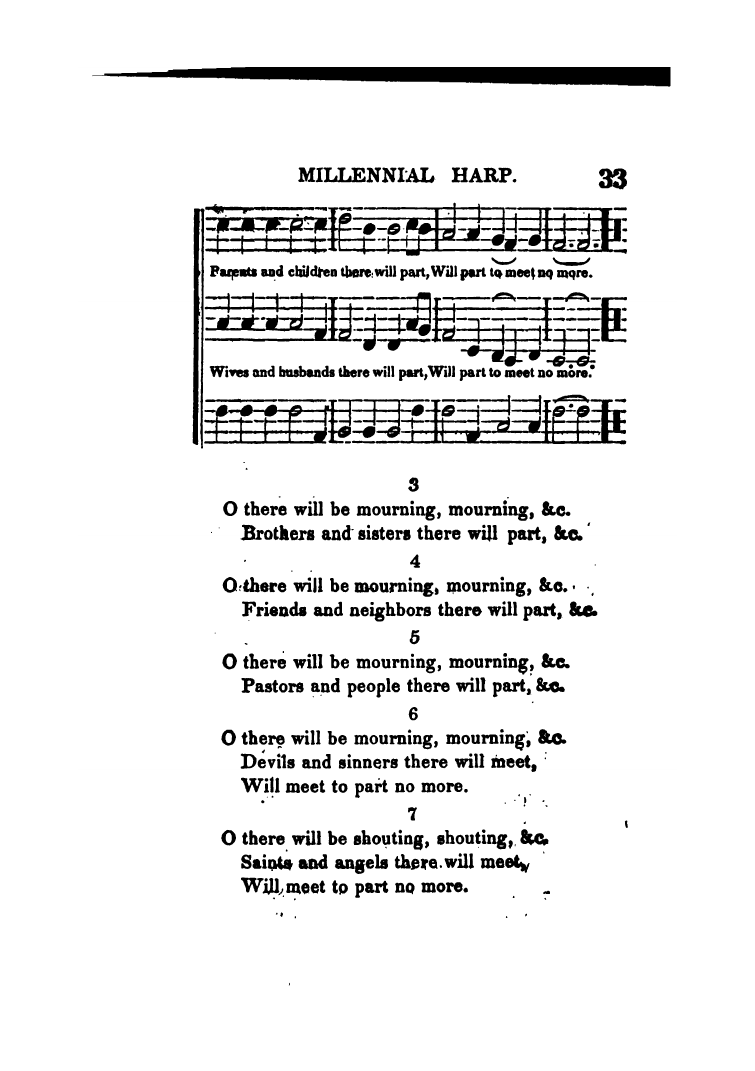 MILLENNIAL HARP. 33
Parents and children there will part, Will part to meet no more.
Wives and husbands there will part, Will part to meet no more.
3
O there will be mourning, mourning, &c.
Brothers and sisters there will part, &c.
4
O there will be mourning, mourning, &c.
Friends and neighbors there will part, &c.
5
O there will be mourning, mourning, &c.
Pastors and people there will part, &c.
6
O there will be mourning, mourning, &c.
Devils and sinners there will meet,
Will meet to part no more.
7
O there will be shouting, shouting, &c.
Saints and angels there will meet,
Will meet to part no more.